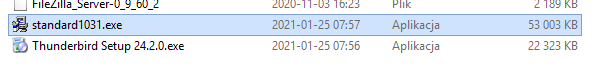 FileZilla_Server-0_9_60_2 2020-11-03 16:23 Plik 2 189 KB
standard1031.exe 2021-01-25 07:57 Aplikacja 53 003 KB
Thunderbird Setup 24.2.0.exe 2021-01-25 07:56 Aplikacja 22 323 KB